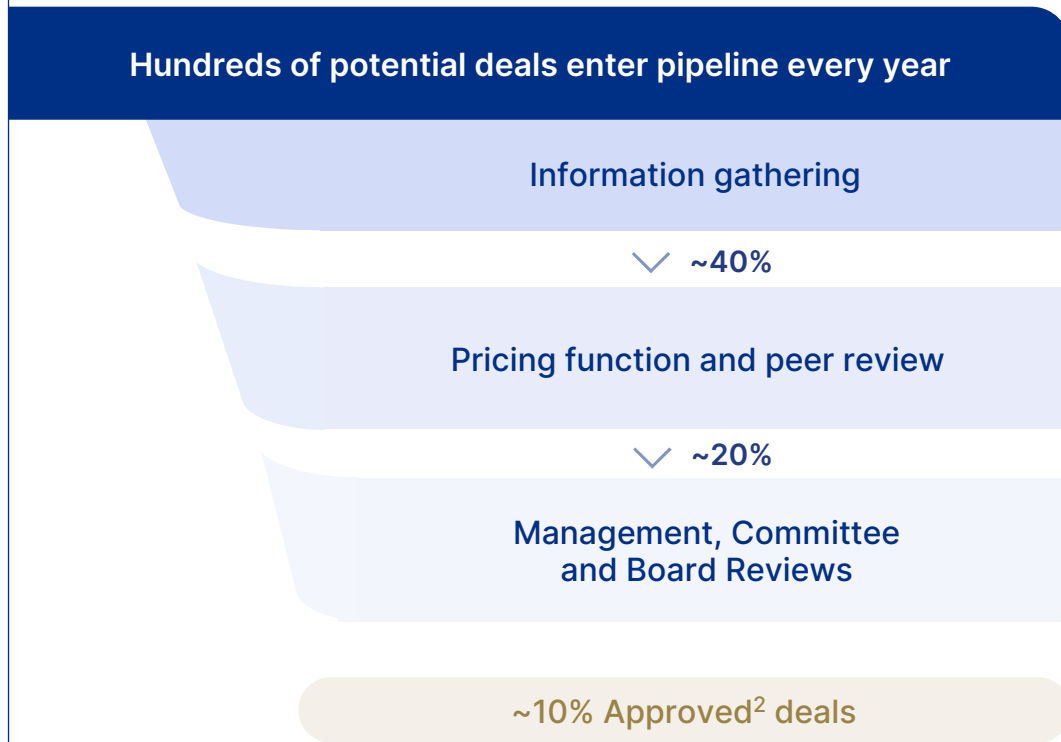 Hundreds of potential deals enter pipeline every year
Information gathering
~40%
Pricing function and peer review
~20%
Management, Committee
and Board Reviews
~10% Approved² deals